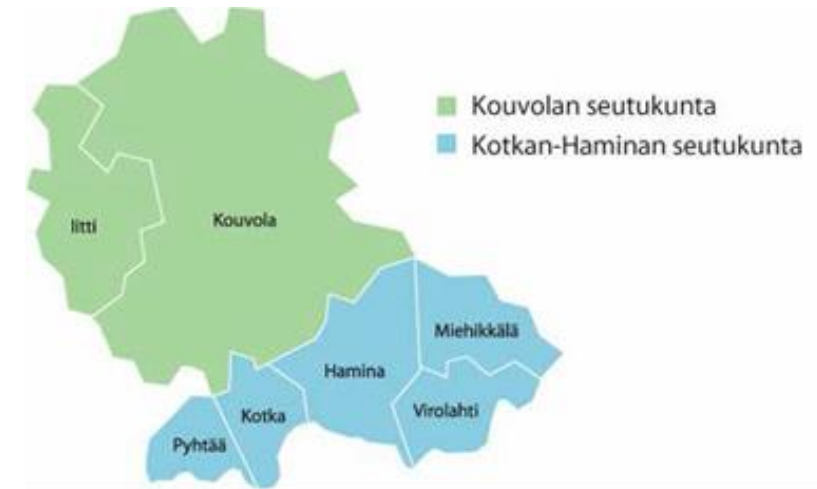 Kouvolan seutukunta
Kotkan-Haminan seutukunta
Iitti
Kouvola
Miehikkälä
Hamina
Virolahti
Kotka
Pyhtää